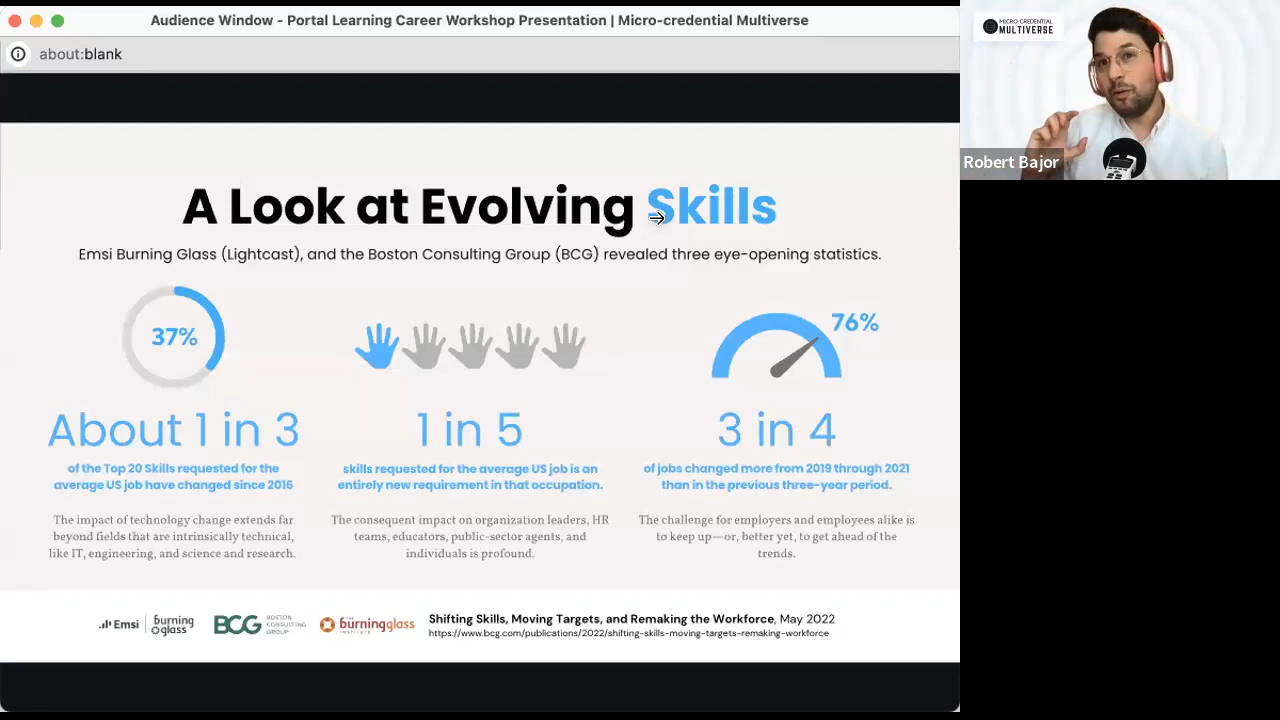 Audience Window - Portal Learning Career Workshop Presentation | Micro-credential Multiverse
about:blank
MICRO-CREDENTIAL
MULTIVERSE
Robert Bajor
A Look at Evolving Skills
Emsi Burning Glass (Lightcast), and the Boston Consulting Group (BCG) revealed three eye-opening statistics.
37%
About 1 in 3
of the Top 20 Skills requested for the
average US job have changed since 2016
The impact of technology change extends far
beyond fields that are intrinsically technical,
like IT, engineering, and science and research.
1 in 5
skills requested for the average US job is an
entirely new requirement in that occupation.
The consequent impact on organization leaders, HR
teams, educators, public-sector agents, and
individuals is profound.
76%
3 in 4
of jobs changed more from 2019 through 2021
than in the previous three-year period.
The challenge for employers and employees alike is
to keep up—or, better yet, to get ahead of the
trends.
Emsi
burning
glass
BCG
BOSTON
CONSULTING
GROUP
THE
burningglass
institute
Shifting Skills, Moving Targets, and Remaking the Workforce, May 2022
https://www.bcg.com/publications/2022/shifting-skills-moving-targets-remaking-workforce